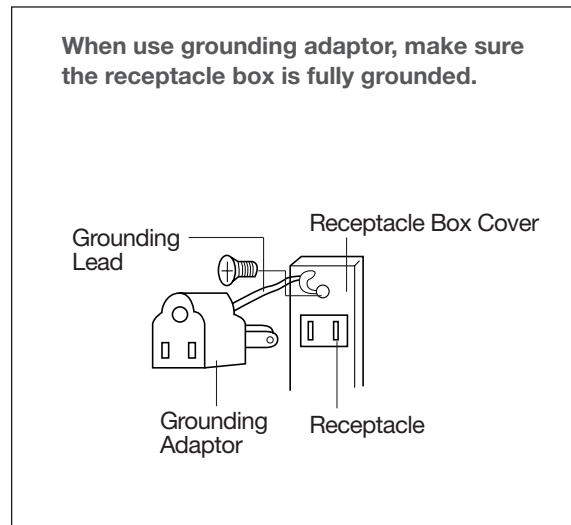 When use grounding adaptor, make sure
the receptacle box is fully grounded.
Grounding
Lead
Receptacle Box Cover
Grounding
Adaptor
Receptacle